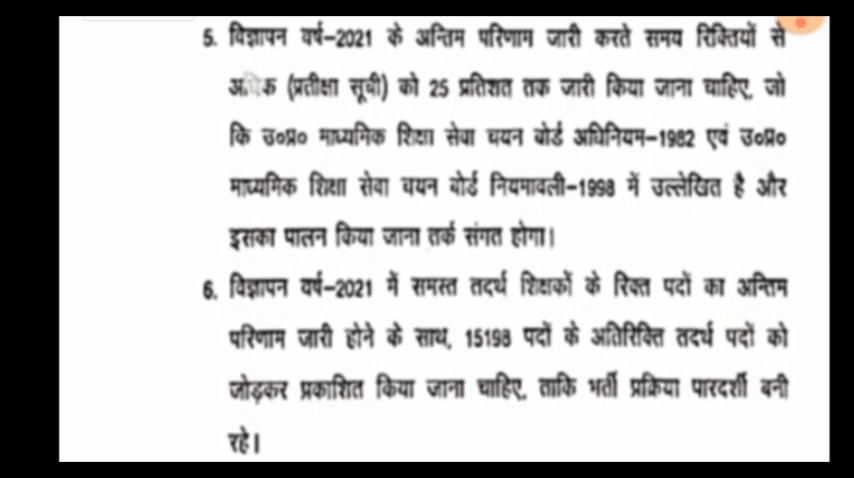 5. विज्ञापन वर्ष-2021 के अन्तिम परिणाम जारी करते समय रिक्तियों से
अधिक (प्रतीक्षा सूची) को 25 प्रतिशत तक जारी किया जाना चाहिए, जो
कि उ०प्र० माध्यमिक शिक्षा सेवा चयन बोर्ड अधिनियम-1982 एवं उ०प्र०
माध्यमिक शिक्षा सेवा चयन बोर्ड नियमावली-1998 में उल्लेखित है और
इसका पालन किया जाना तर्क संगत होगा।
6. विज्ञापन वर्ष-2021 में समस्त तदर्थ शिक्षकों के रिक्त पदों का अन्तिम
परिणाम जारी होने के साथ, 15198 पदों के अतिरिक्ति तदर्थ पदों को
जोड़कर प्रकाशित किया जाना चाहिए, ताकि भर्ती प्रक्रिया पारदर्शी बनी
रहे।